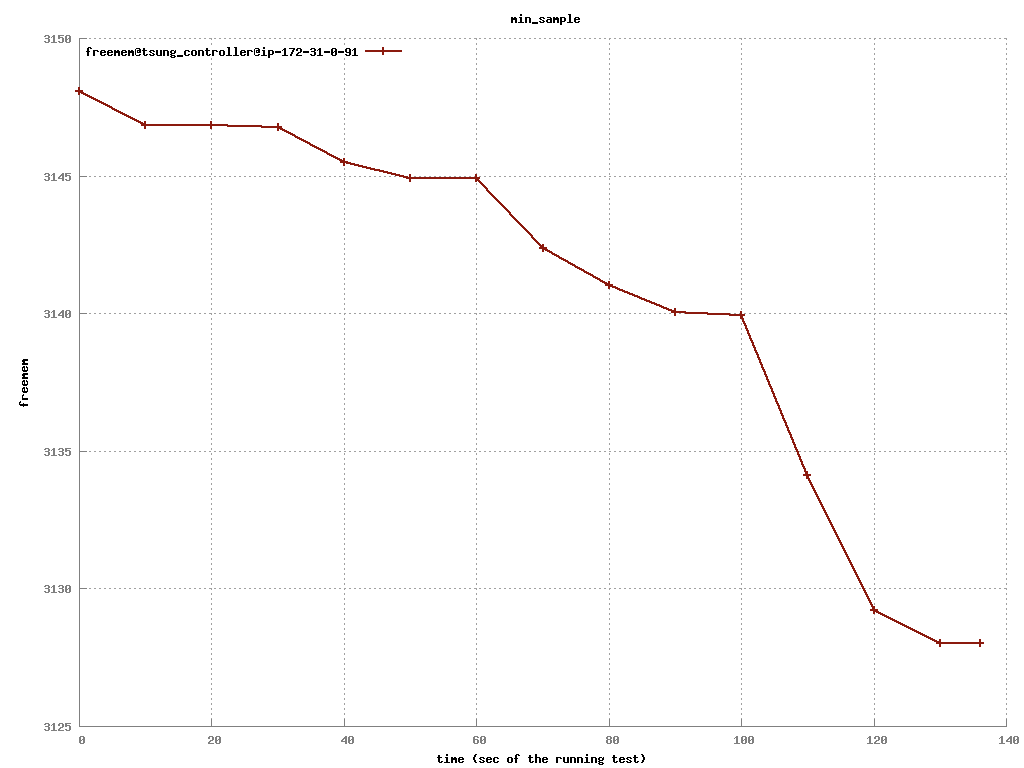 min_sample
3150
freemem@tsung_controller@ip-172-31-0-91
3145
3140
freemem
3135
3130
3125
0 20 40 60 80 100 120 140
time (sec of the running test)